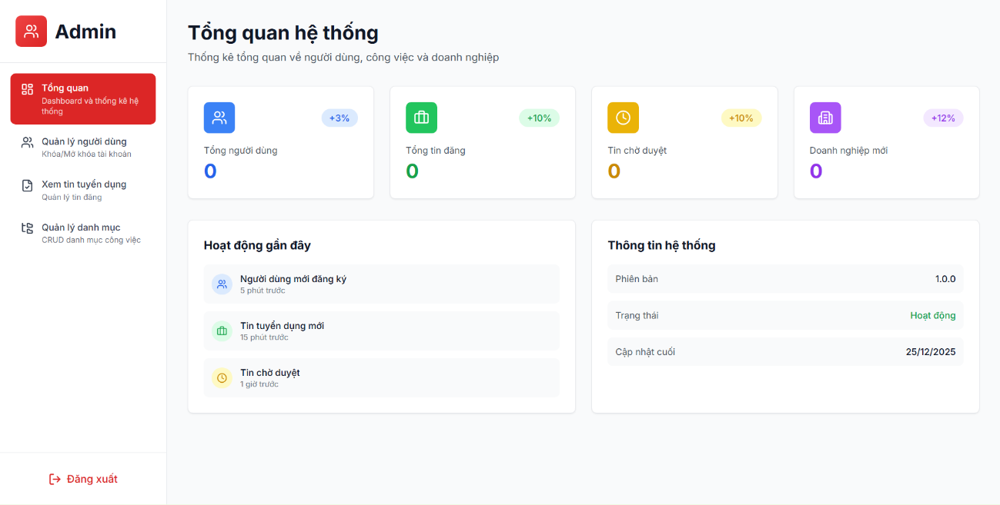 Admin
Tổng quan
Dashboard và thống kê hệ
thống
Quản lý người dùng
Khóa/Mở khóa tài khoản
Xem tin tuyển dụng
Quản lý tin đăng
Quản lý danh mục
CRUD danh mục công việc
Đăng xuất
Tổng quan hệ thống
Thống kê tổng quan về người dùng, công việc và doanh nghiệp
+3%
Tổng người dùng
0
+10%
Tổng tin đăng
0
+10%
Tin chờ duyệt
0
+12%
Doanh nghiệp mới
0
Hoạt động gần đây
Người dùng mới đăng ký
5 phút trước
Tin tuyển dụng mới
15 phút trước
Tin chờ duyệt
1 giờ trước
Thông tin hệ thống
Phiên bản 1.0.0
Trạng thái Hoạt động
Cập nhật cuối 25/12/2025